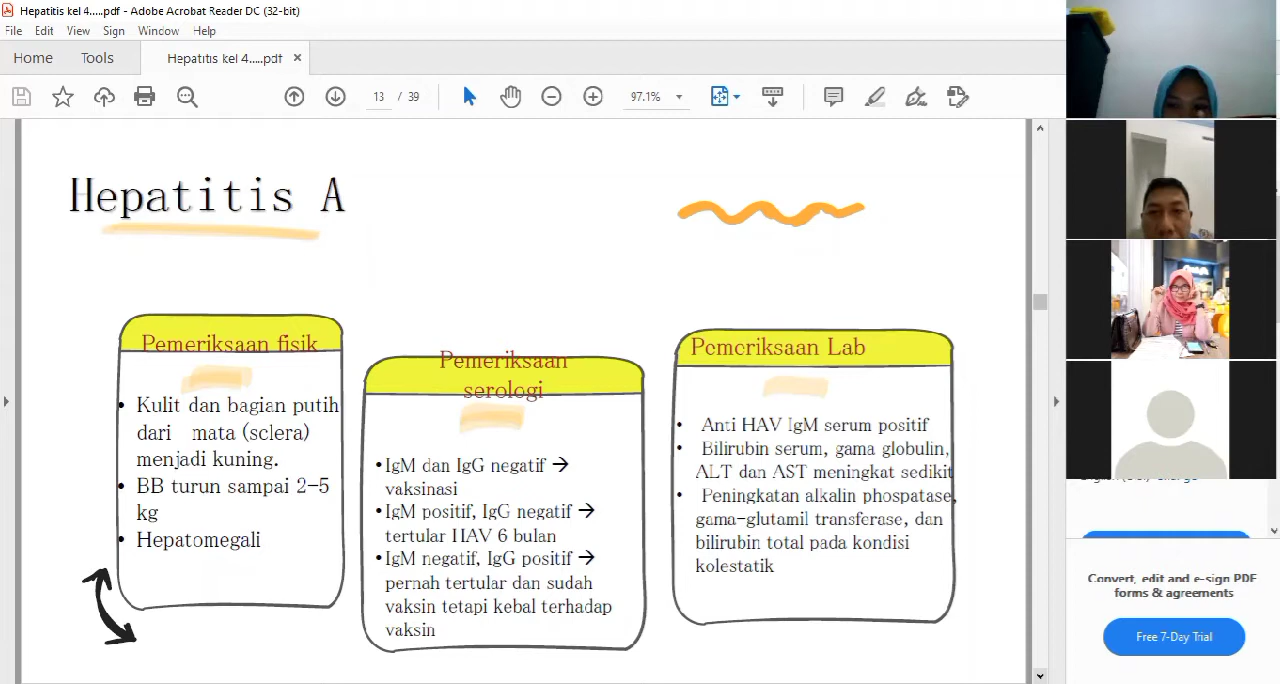 Hepatitis kel 4.....pdf - Adobe Acrobat Reader DC (32-bit)
File Edit View Sign Window Help
Home Tools Hepatitis kel 4.....pdf ×
13 / 39 97.1%
Hepatitis A
Pemeriksaan fisik
• Kulit dan bagian putih
dari mata (sclera)
menjadi kuning.
• BB turun sampai 2-5
kg
• Hepatomegali
Pemeriksaan
serologi
•IgM dan IgG negatif →
vaksinasi
•IgM positif, IgG negatif →
tertular HAV 6 bulan
•IgM negatif, IgG positif →
pernah tertular dan sudah
vaksin tetapi kebal terhadap
vaksin
Pemeriksaan Lab
• Anti HAV IgM serum positif
• Bilirubin serum, gama globulin,
ALT dan AST meningkat sedikit
• Peningkatan alkalin phospatase,
gama-glutamil transferase, dan
bilirubin total pada kondisi
kolestatik
Convert, edit and e-sign PDF
forms & agreements
Free 7-Day Trial